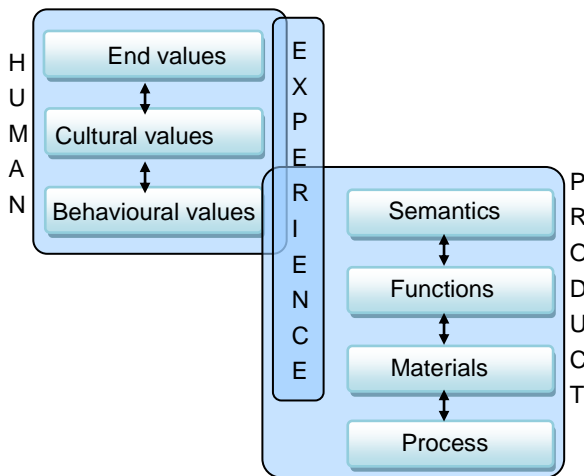 HUMAN
End values
Cultural values
Behavioural values
EXPERIENCE
Semantics
Functions
Materials
Process
PRODUCT